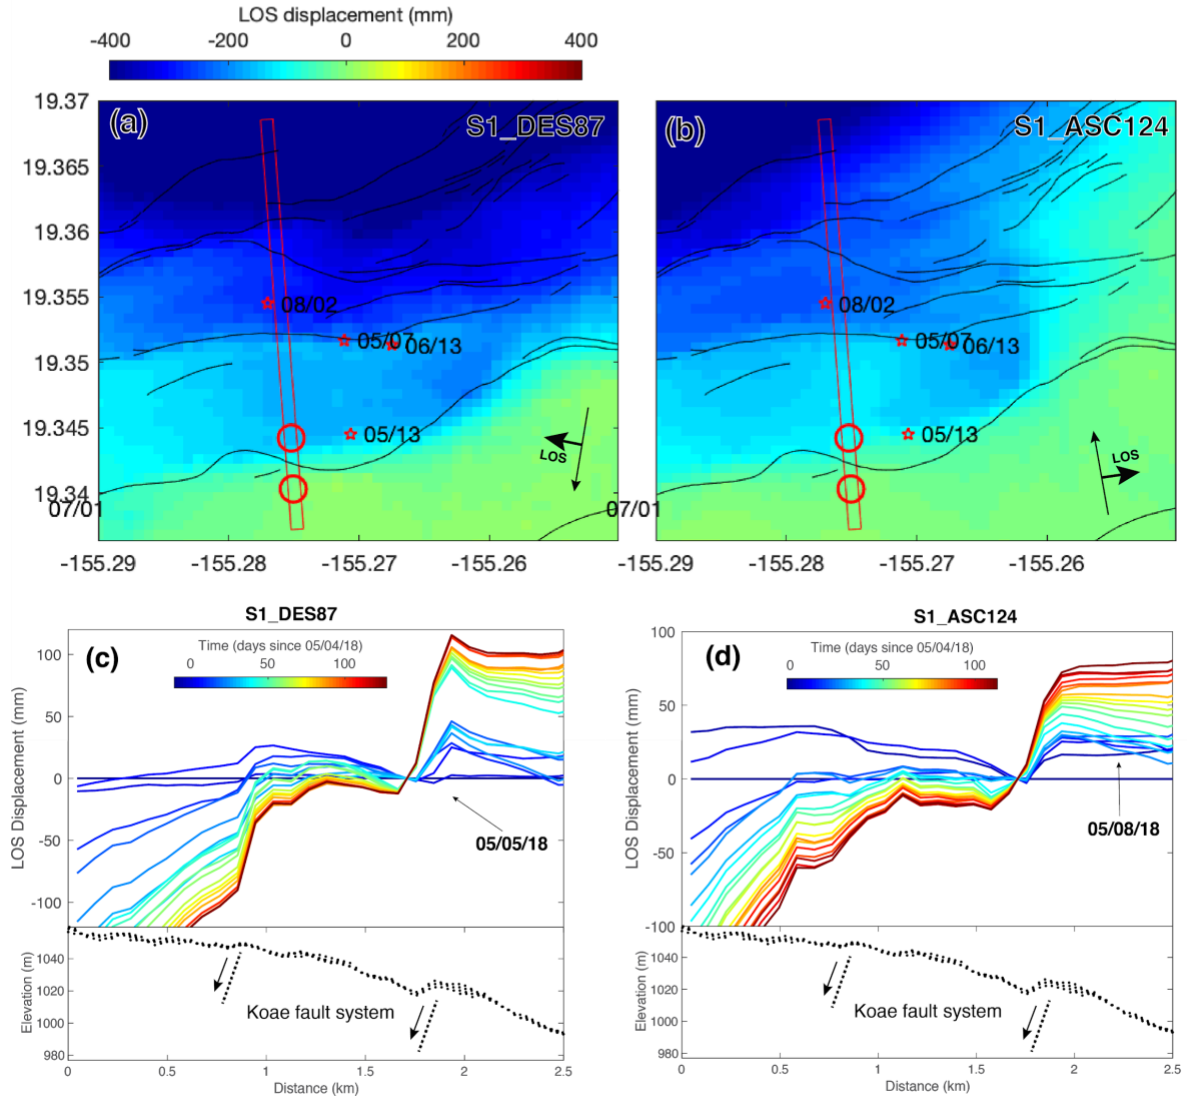 LOS displacement (mm)
-400 -200 0 200 400
(a) S1_DES87
(b) S1_ASC124
19.37
19.365
19.36
19.355
19.35
19.345
19.34
08/02
05/07
06/13
05/13
LOS
07/01
08/02
05/07
06/13
05/13
LOS
07/01
-155.29 -155.28 -155.27 -155.26
-155.29 -155.28 -155.27 -155.26
S1_DES87
(c)
Time (days since 05/04/18)
0 50 100
LOS Displacement (mm)
100
50
0
-50
-100
05/05/18
Elevation (m)
1040
1020
1000
980
Koae fault system
0 0.5 1 1.5 2 2.5
Distance (km)
S1_ASC124
(d)
Time (days since 05/04/18)
0 50 100
LOS Displacement (mm)
100
50
0
-50
-100
05/08/18
Elevation (m)
1040
1020
1000
980
Koae fault system
0 0.5 1 1.5 2 2.5
Distance (km)